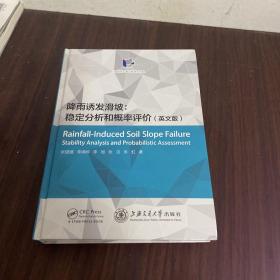 降雨诱发滑坡：
稳定分析和概率评价（英文版）
Rainfall-Induced Soil Slope Failure
Stability Analysis and Probabilistic Assessment
CRC Press
上海交通大学出版社